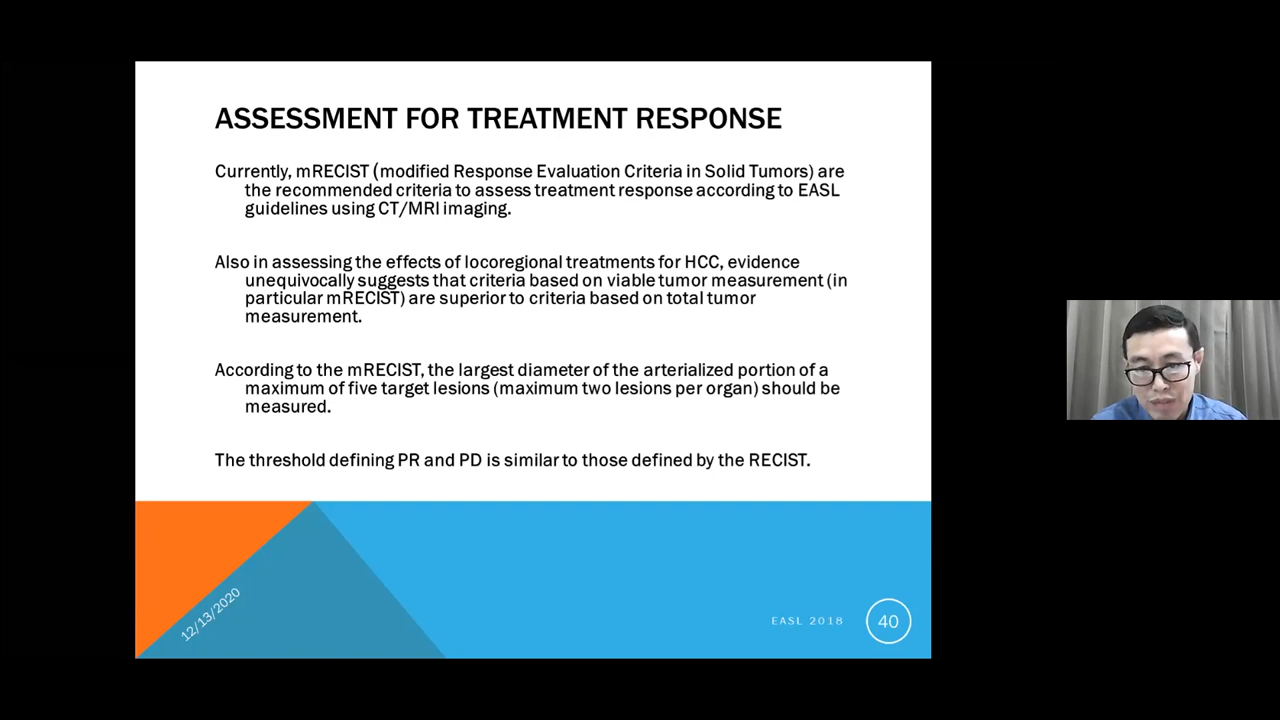 ASSESSMENT FOR TREATMENT RESPONSE
Currently, mRECIST (modified Response Evaluation Criteria in Solid Tumors) are
the recommended criteria to assess treatment response according to EASL
guidelines using CT/MRI imaging.
Also in assessing the effects of locoregional treatments for HCC, evidence
unequivocally suggests that criteria based on viable tumor measurement (in
particular mRECIST) are superior to criteria based on total tumor
measurement.
According to the mRECIST, the largest diameter of the arterialized portion of a
maximum of five target lesions (maximum two lesions per organ) should be
measured.
The threshold defining PR and PD is similar to those defined by the RECIST.
12/13/2020
EASL 2018
40